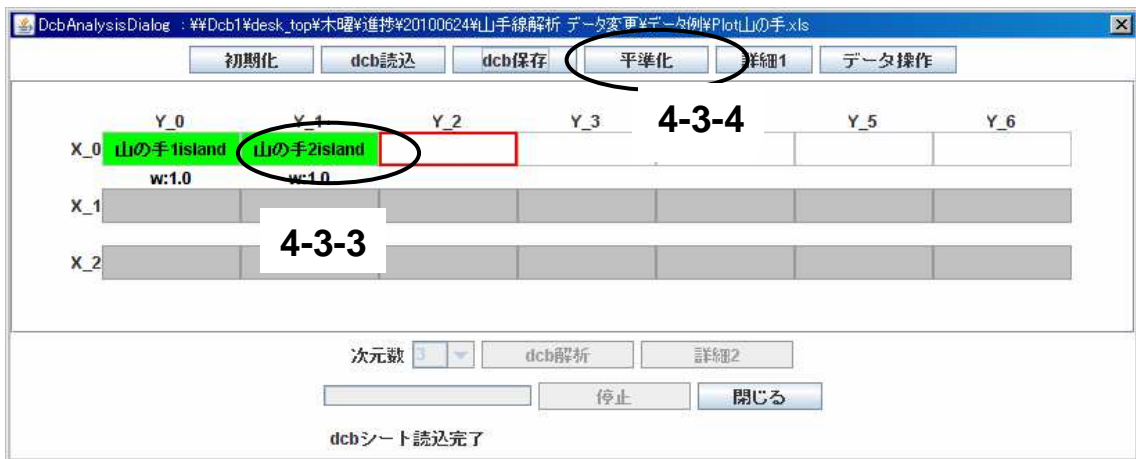 DcbAnalysisDialog : ¥¥Dcb1¥desk_top¥木曜¥進捗¥20100624¥山手線解析 データ変更¥データ例¥Plot山の手.xls
初期化 dcb読込 dcb保存 平準化 詳細1 データ操作
4-3-4
Y_0 Y_1 Y_2 Y_3 Y_5 Y_6
X_0 山の手1island 山の手2island
w:1.0 w:1.0
X_1
4-3-3
X_2
次元数 3 dcb解析 詳細2
停止 閉じる
dcbシート読込完了